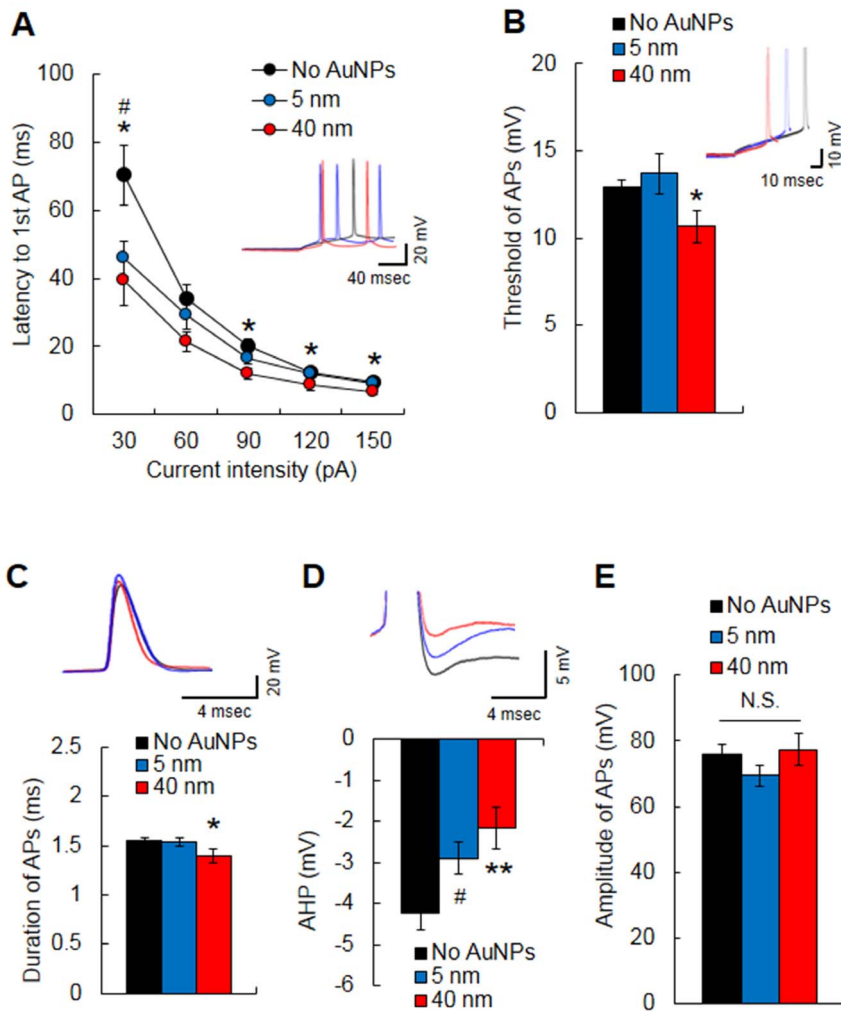 A
No AuNPs
5 nm
40 nm
Latency to 1st AP (ms)
100
80
60
40
20
0
#
*
*
*
*
20 mV
40 msec
30
60
90
120
150
Current intensity (pA)
B
No AuNPs
5 nm
40 nm
Threshold of APs (mV)
20
15
10
5
0
*
10 mV
10 msec
C
20 mV
4 msec
No AuNPs
5 nm
40 nm
Duration of APs (ms)
2.5
2
1.5
1
0.5
0
*
D
5 mV
4 msec
AHP (mV)
0
-1
-2
-3
-4
-5
-6
#
**
No AuNPs
5 nm
40 nm
E
No AuNPs
5 nm
40 nm
Amplitude of APs (mV)
100
80
60
40
20
0
N.S.